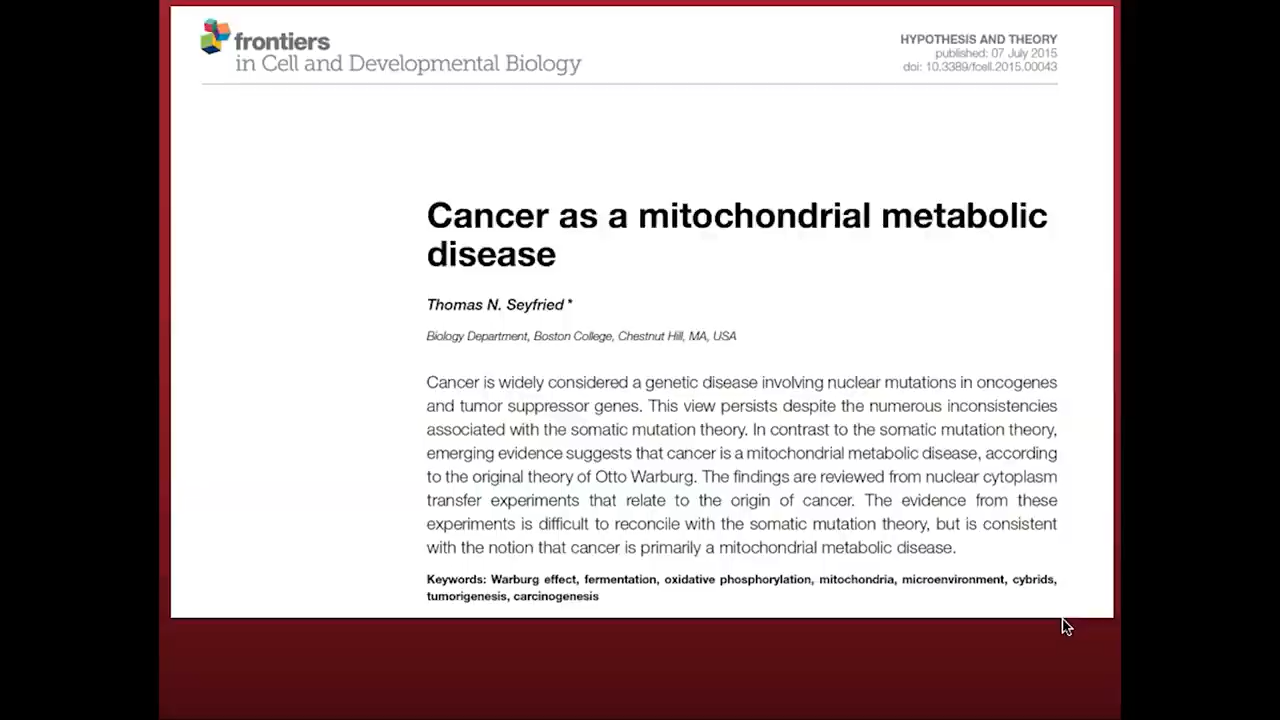 frontiers
in Cell and Developmental Biology
HYPOTHESIS AND THEORY
published: 07 July 2015
doi: 10.3389/fcell.2015.00043
Cancer as a mitochondrial metabolic
disease
Thomas N. Seyfried *
Biology Department, Boston College, Chestnut Hill, MA, USA
Cancer is widely considered a genetic disease involving nuclear mutations in oncogenes
and tumor suppressor genes. This view persists despite the numerous inconsistencies
associated with the somatic mutation theory. In contrast to the somatic mutation theory,
emerging evidence suggests that cancer is a mitochondrial metabolic disease, according
to the original theory of Otto Warburg. The findings are reviewed from nuclear cytoplasm
transfer experiments that relate to the origin of cancer. The evidence from these
experiments is difficult to reconcile with the somatic mutation theory, but is consistent
with the notion that cancer is primarily a mitochondrial metabolic disease.
Keywords: Warburg effect, fermentation, oxidative phosphorylation, mitochondria, microenvironment, cybrids,
tumorigenesis, carcinogenesis